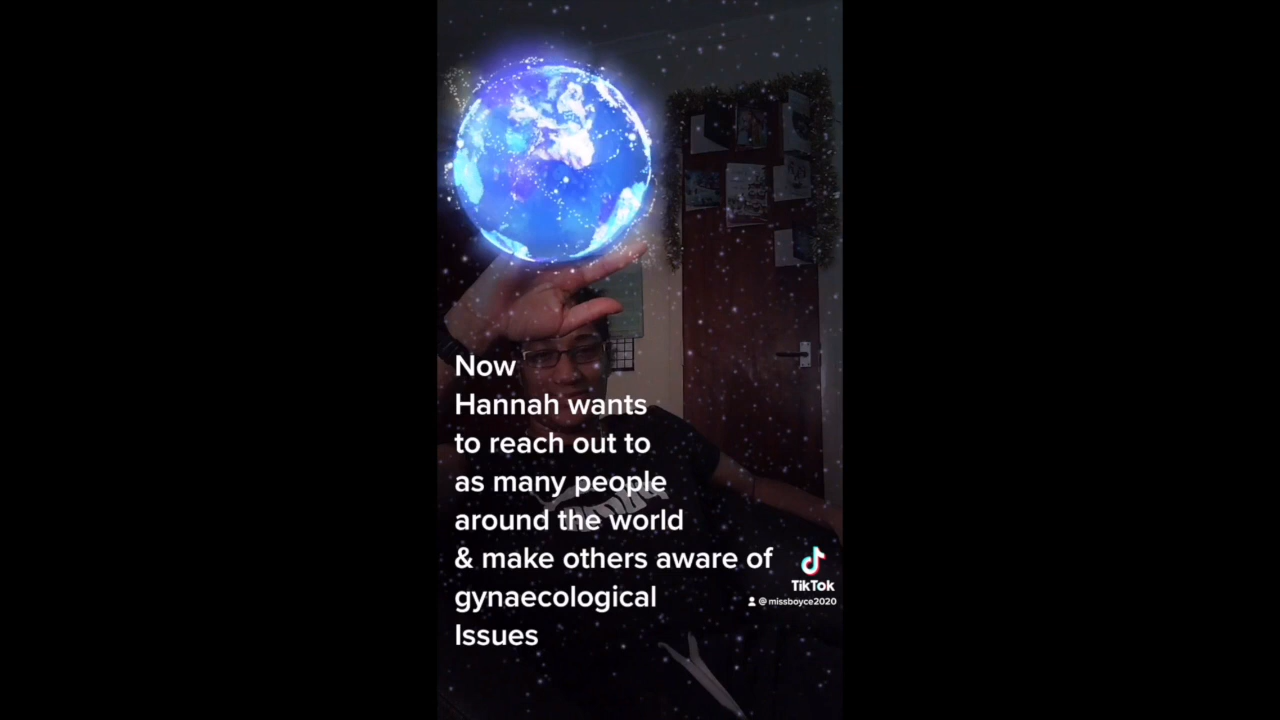 Now
Hannah wants
to reach out to
as many people
around the world
& make others aware of
gynaecological
Issues
TikTok
@missboyce2020